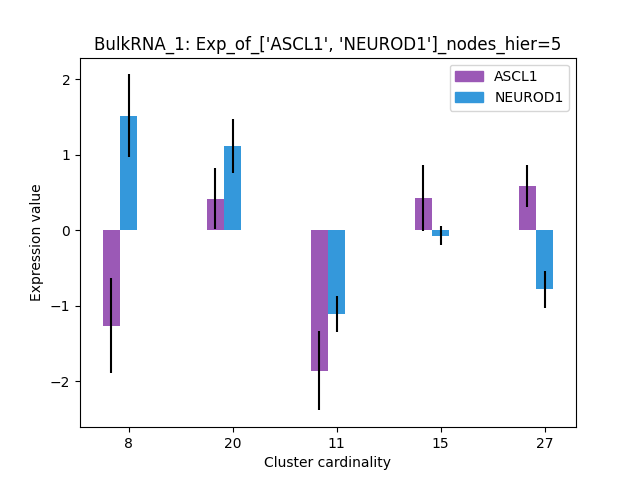 BulkRNA_1: Exp_of_['ASCL1', 'NEUROD1']_nodes_hier=5
ASCL1
NEUROD1
2
1
0
−1
−2
Expression value
8 20 11 15 27
Cluster cardinality